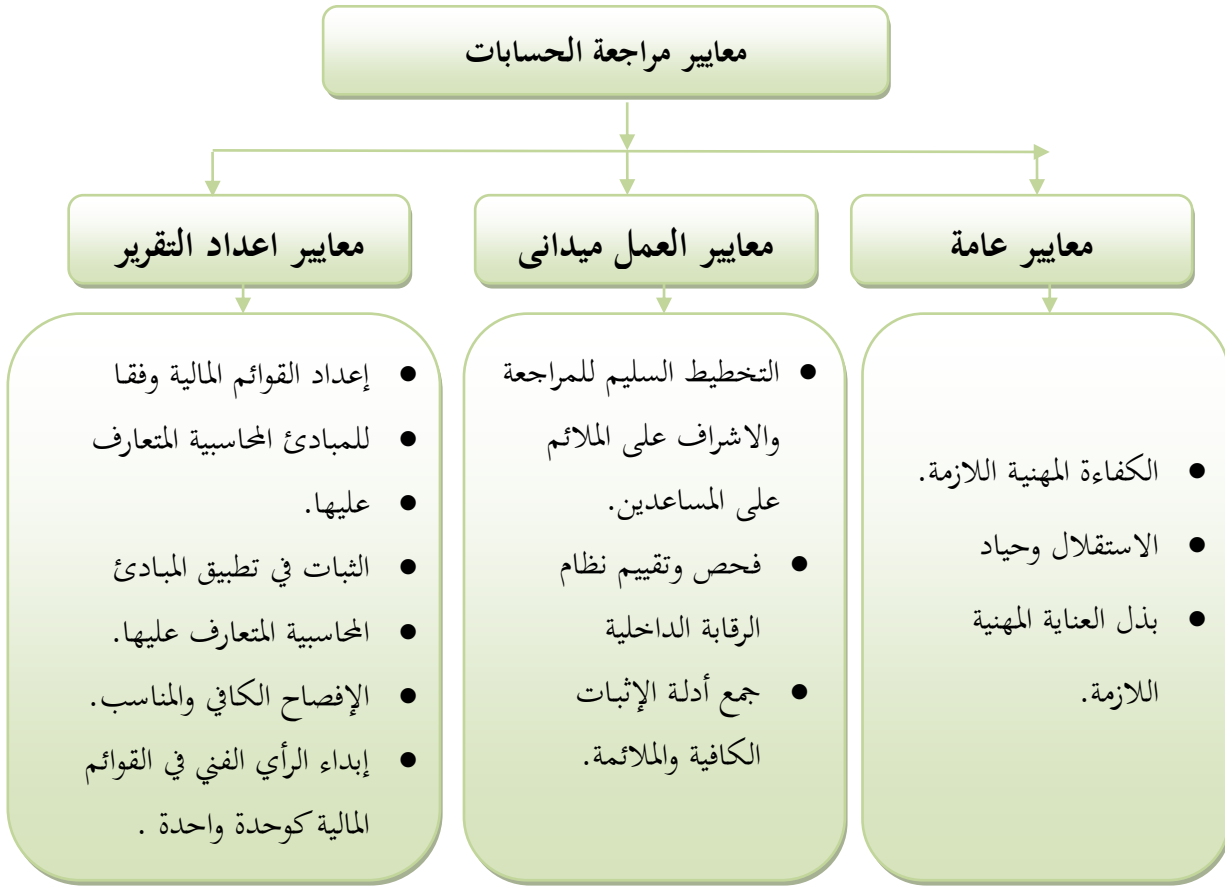 معايير مراجعة الحسابات
معايير عامة
● الكفاءة المهنية اللازمة.
● الاستقلال وحياد
● بذل العناية المهنية
اللازمة.
معايير العمل ميدانى
● التخطيط السليم للمراجعة
والاشراف على الملائم
على المساعدين.
● فحص وتقييم نظام
الرقابة الداخلية
● جمع أدلة الإثبات
الكافية والملائمة.
معايير اعداد التقرير
● إعداد القوائم المالية وفقا
● للمبادئ المحاسبية المتعارف
● عليها.
● الثبات في تطبيق المبادئ
● المحاسبية المتعارف عليها.
● الإفصاح الكافي والمناسب.
● إبداء الرأي الفني في القوائم
المالية كوحدة واحدة .